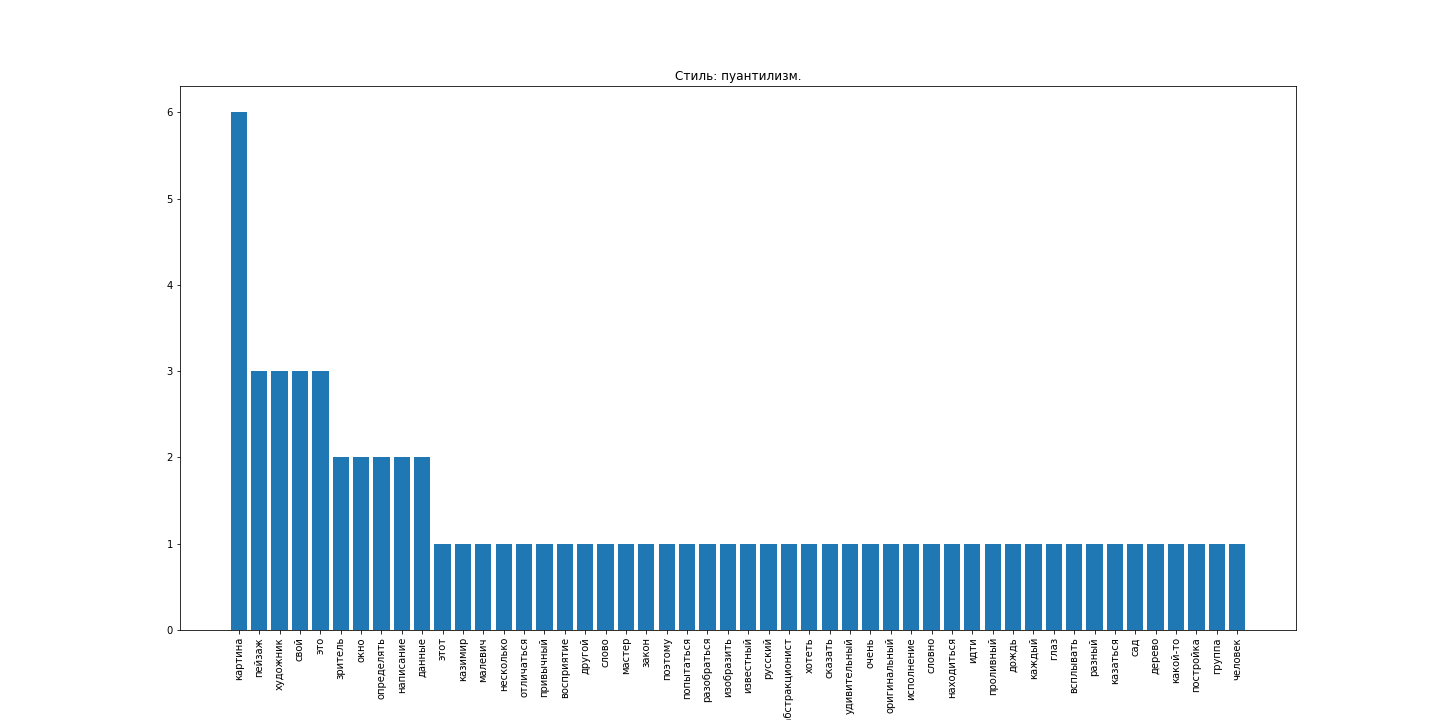 Стиль: пуантилизм.
6
5
4
3
2
1
0
картина
пейзаж
художник
свой
это
зритель
окно
определять
написание
данные
этот
казимир
малевич
несколько
отличаться
привычный
восприятие
другой
слово
мастер
закон
поэтому
попытаться
разобраться
изобразить
известный
русский
абстракционист
хотеть
сказать
удивительный
очень
оригинальный
исполнение
словно
находиться
идти
проливный
дождь
каждый
глаз
всплывать
разный
казаться
сад
дерево
какой-то
постройка
группа
человек